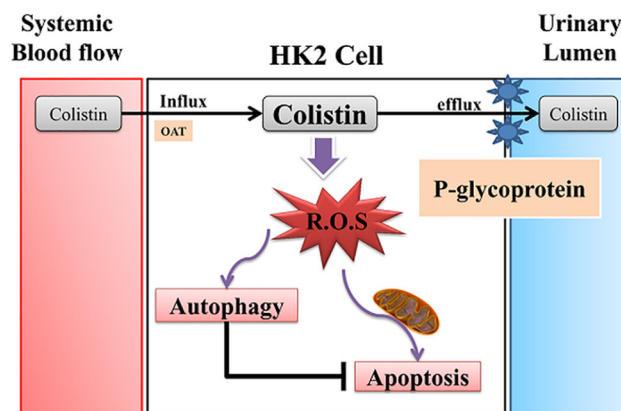 Systemic
Blood flow
HK2 Cell
Urinary
Lumen
Colistin
Influx
OAT
Colistin
efflux
Colistin
P-glycoprotein
R.O.S
Autophagy
Apoptosis